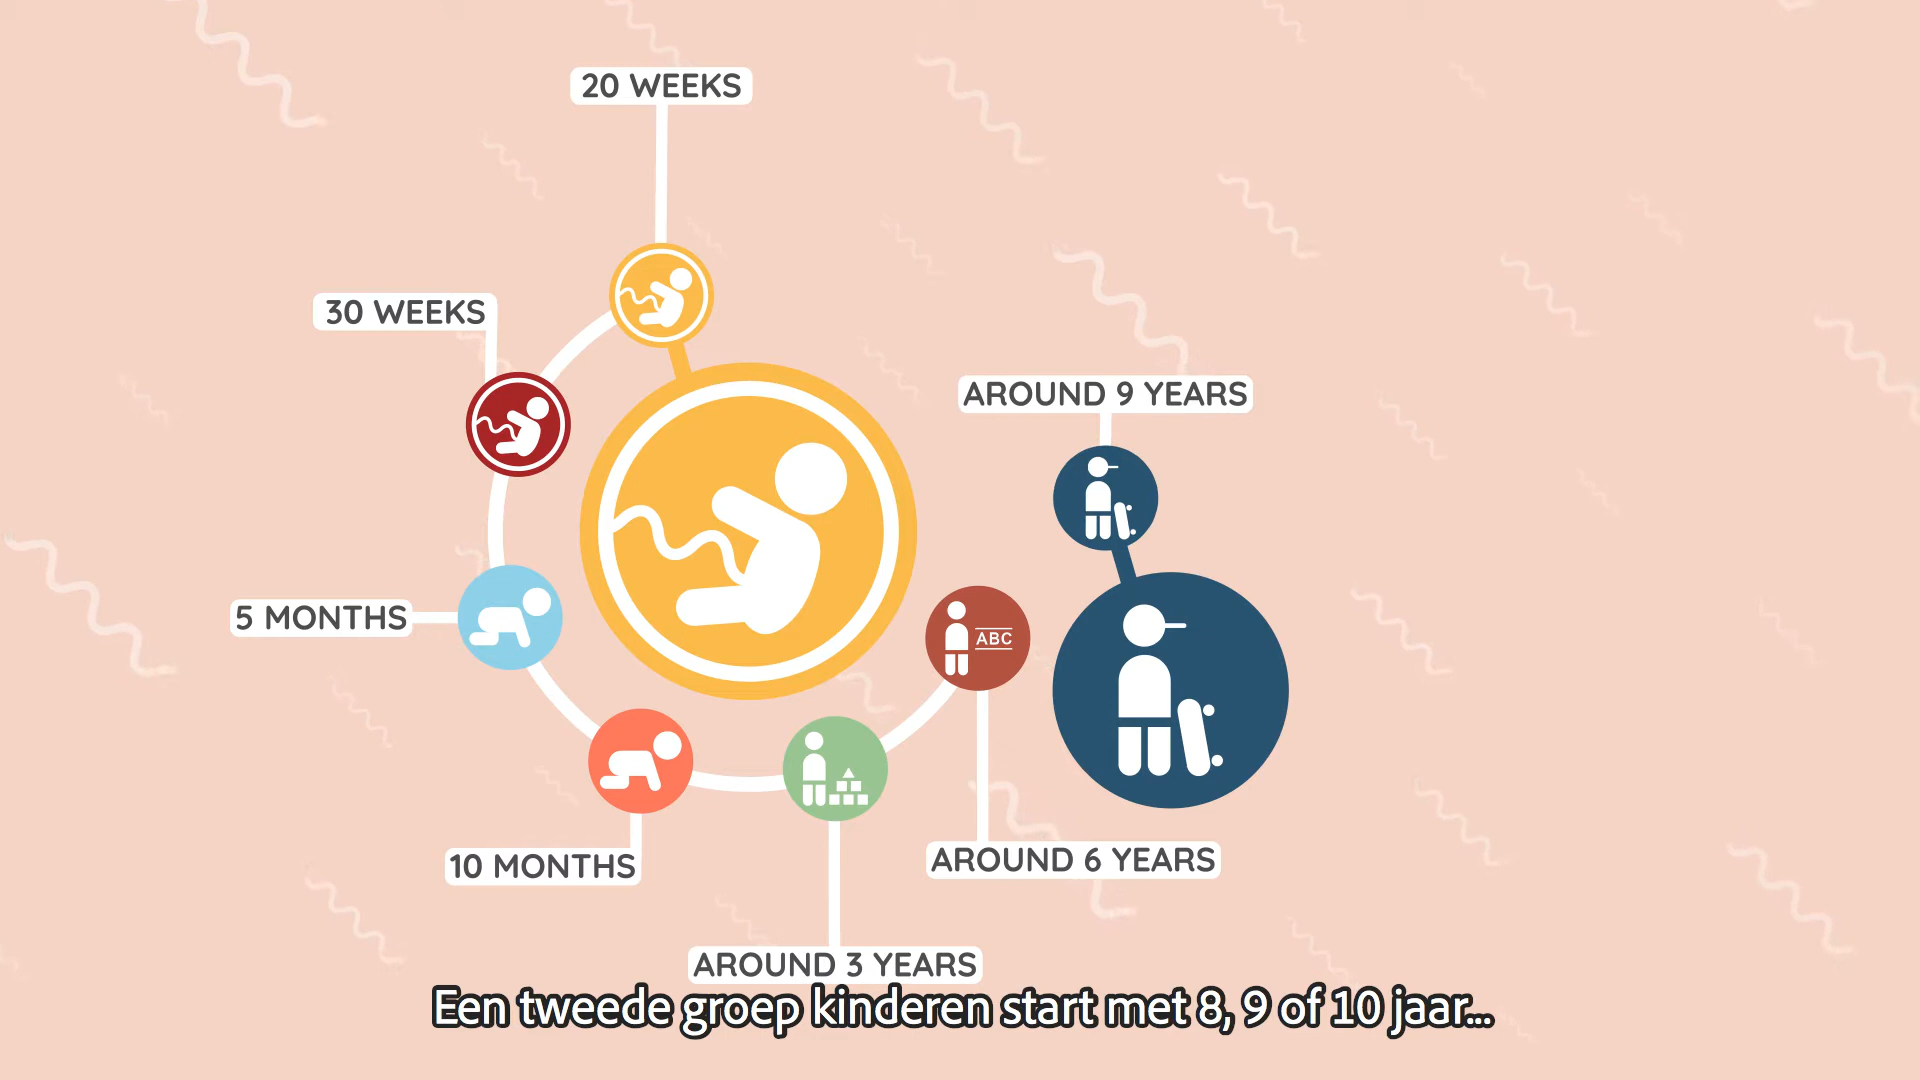 20 WEEKS
30 WEEKS
AROUND 9 YEARS
5 MONTHS
ABC
10 MONTHS
AROUND 6 YEARS
AROUND 3 YEARS
Een tweede groep kinderen start met 8, 9 of 10 jaar...